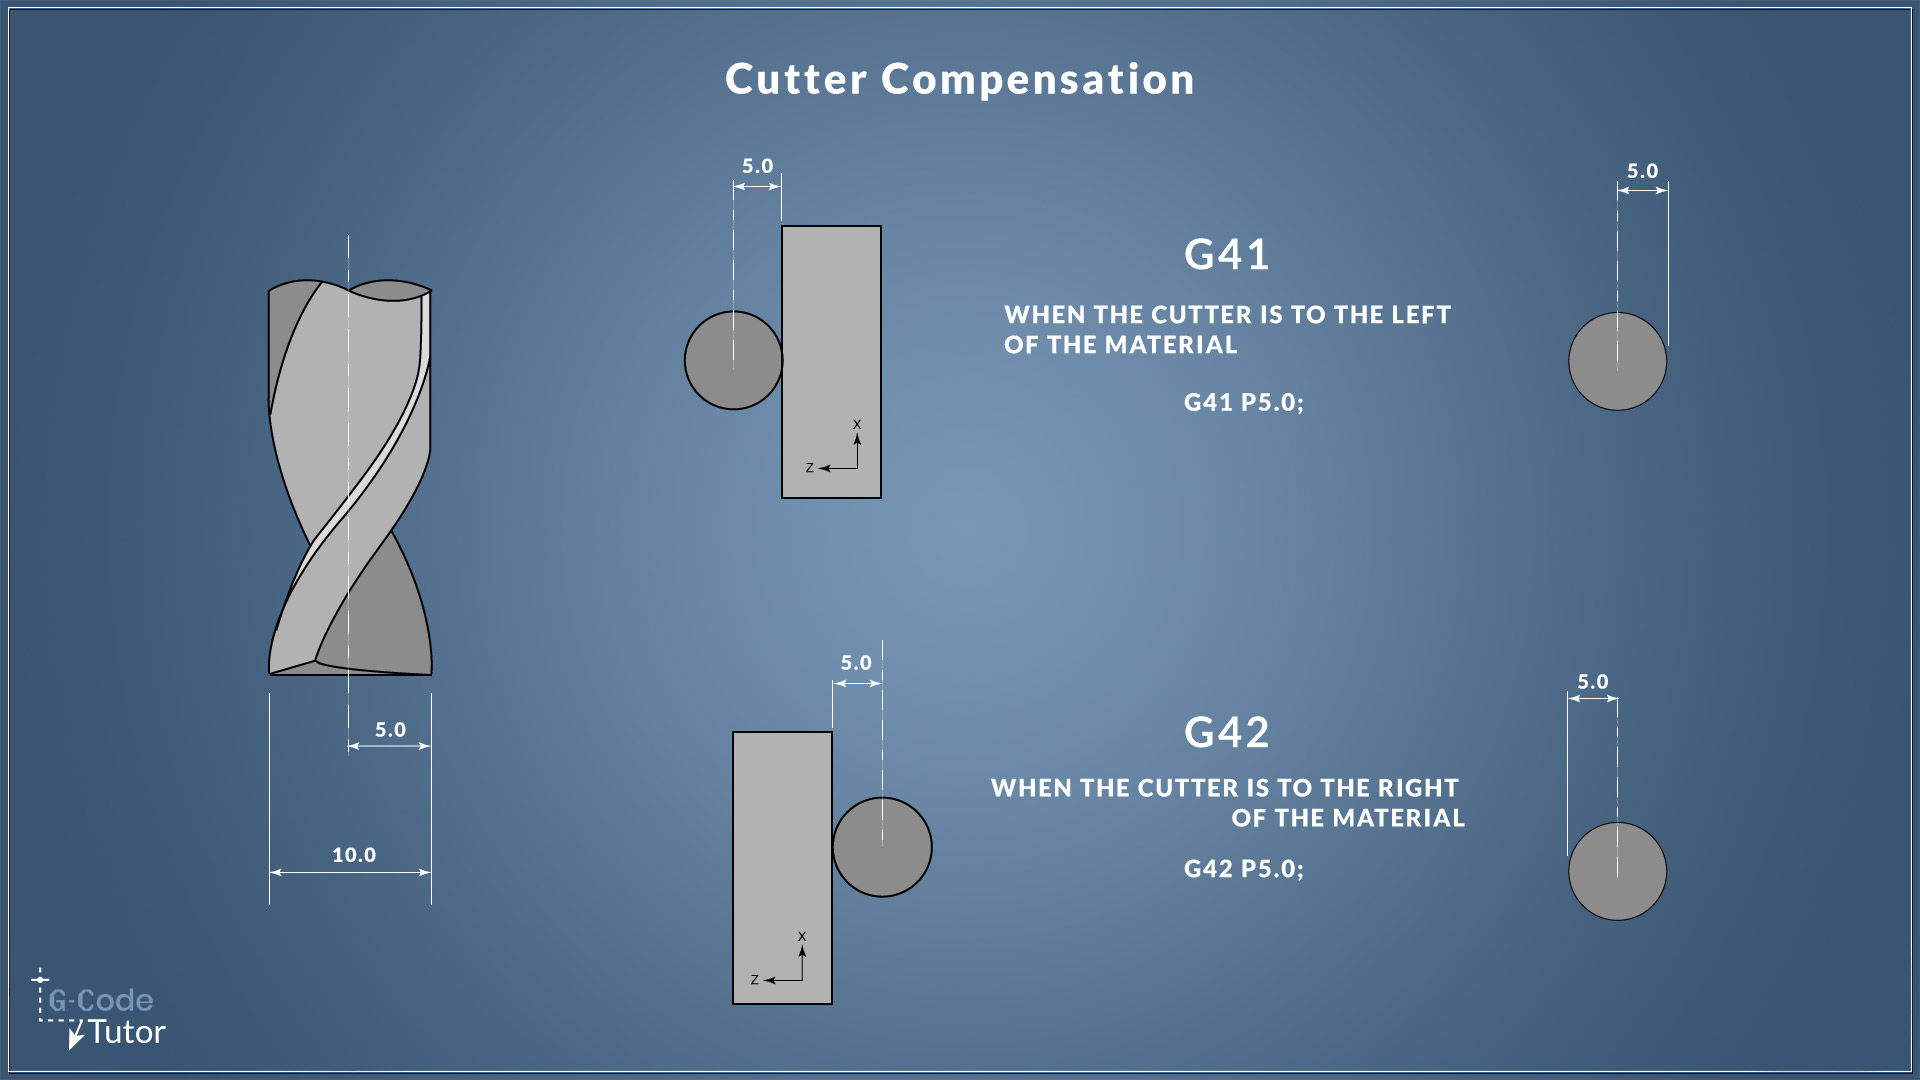 Cutter Compensation
5.0
5.0
G41
WHEN THE CUTTER IS TO THE LEFT
OF THE MATERIAL
G41 P5.0;
X
Z
5.0
10.0
5.0
5.0
G42
WHEN THE CUTTER IS TO THE RIGHT
OF THE MATERIAL
G42 P5.0;
X
Z
G-Code
Tutor